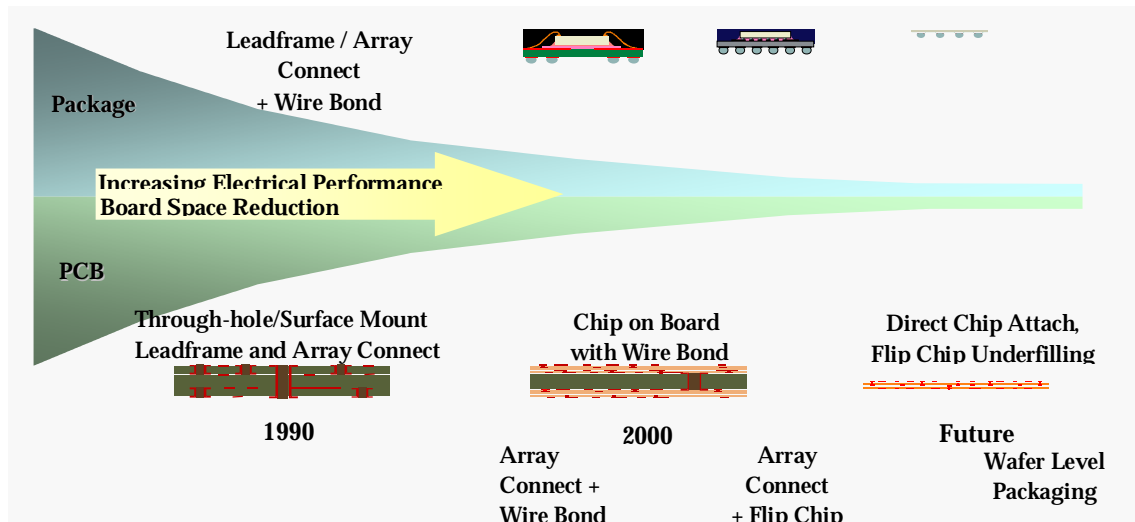 Leadframe / Array
Connect
+ Wire Bond
Package
Increasing Electrical Performance
Board Space Reduction
PCB
Through-hole/Surface Mount
Leadframe and Array Connect
Chip on Board
with Wire Bond
Direct Chip Attach,
Flip Chip Underfilling
1990
2000
Future
Array
Connect +
Wire Bond
Array
Connect
+ Flip Chip
Wafer Level
Packaging